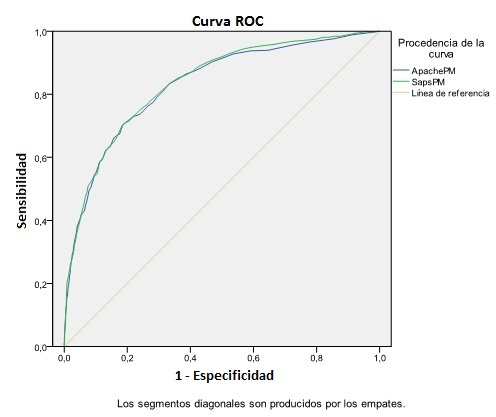 Curva ROC
Procedencia de la
curva
ApachePM
SapsPM
Línea de referencia
Sensibilidad
1,0
0,8
0,6
0,4
0,2
0,0
0,0 0,2 0,4 0,6 0,8 1,0
1 - Especificidad
Los segmentos diagonales son producidos por los empates.